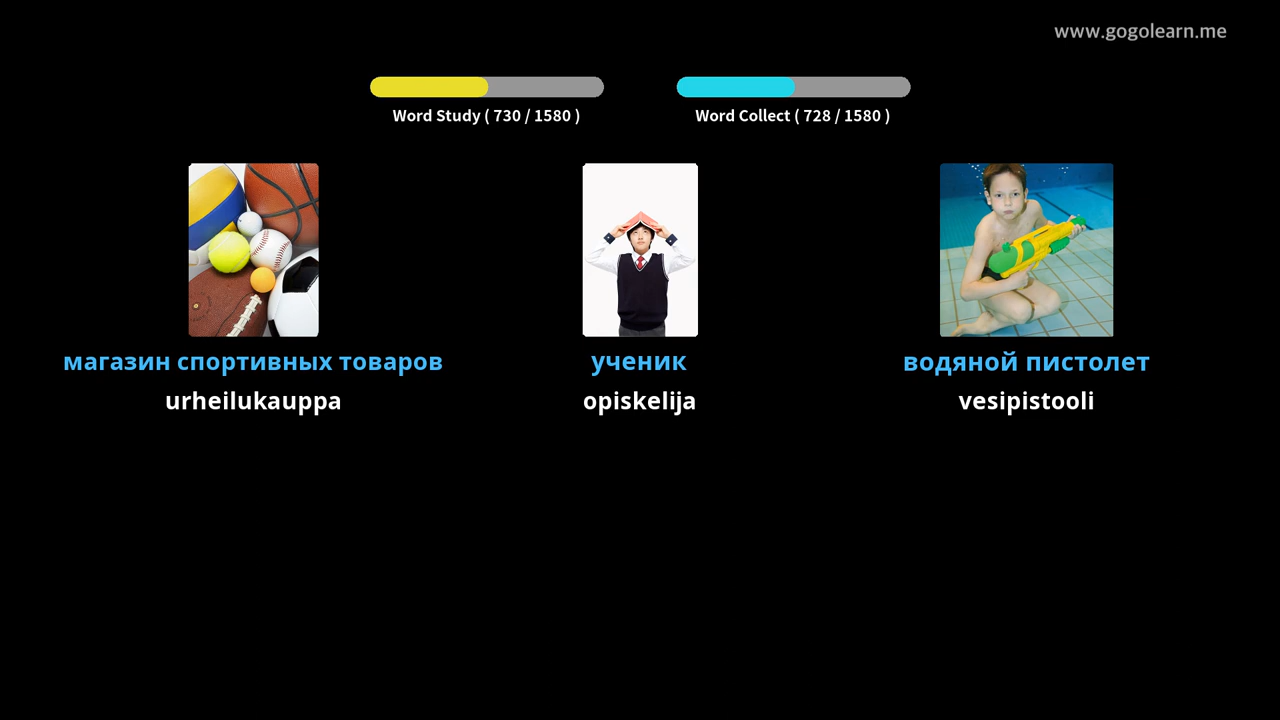 www.gogolearn.me
Word Study ( 730 / 1580 )
Word Collect ( 728 / 1580 )
магазин спортивных товаров
ученик
водяной пистолет
urheilukauppa
opiskelija
vesipistooli